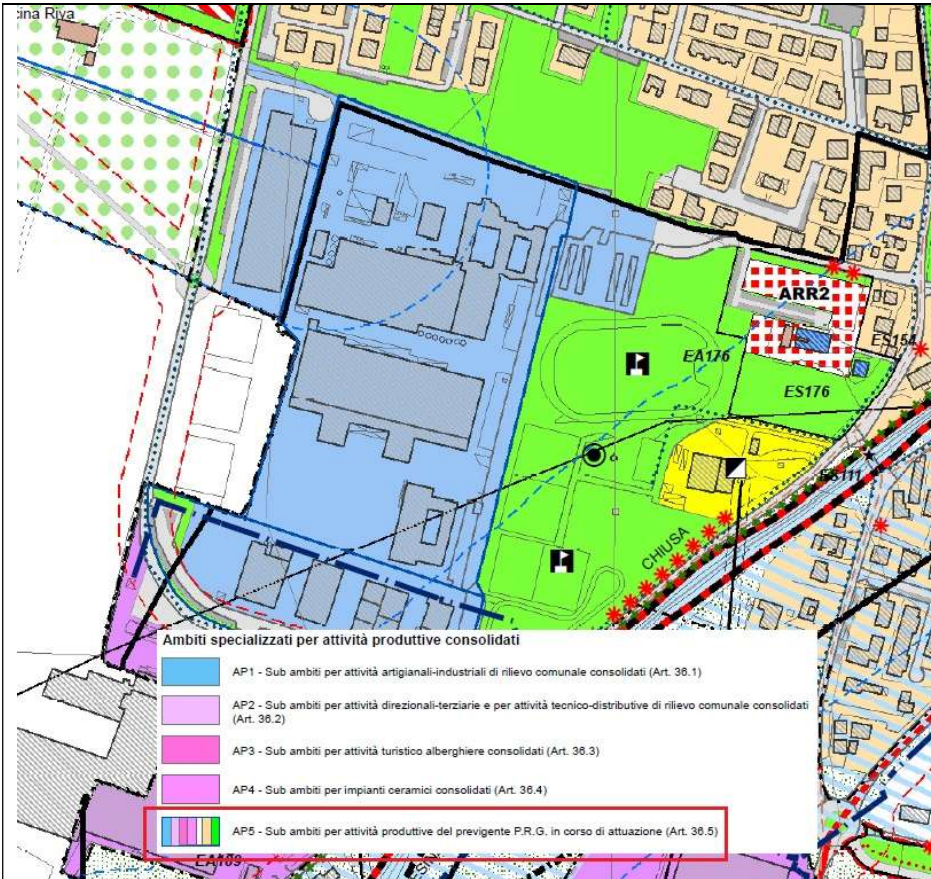 cina Riva
ARR2
EA176
ES154
ES176
ES111
CHIUSA
Ambiti specializzati per attività produttive consolidati
AP1 - Sub ambiti per attività artigianali-industriali di rilievo comunale consolidati (Art. 36.1)
AP2 - Sub ambiti per attività direzionali-terziarie e per attività tecnico-distributive di rilievo comunale consolidati
(Art. 36.2)
AP3 - Sub ambiti per attività turistico alberghiere consolidati (Art. 36.3)
AP4 - Sub ambiti per impianti ceramici consolidati (Art. 36.4)
AP5 - Sub ambiti per attività produttive del previgente P.R.G. in corso di attuazione (Art. 36.5)
EA109